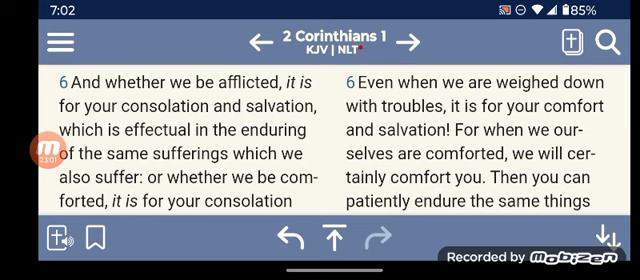 7:02
85%
2 Corinthians 1
KJV | NLT
6 And whether we be afflicted, it is
for your consolation and salvation,
which is effectual in the enduring
of the same sufferings which we
also suffer: or whether we be com-
forted, it is for your consolation
6 Even when we are weighed down
with troubles, it is for your comfort
and salvation! For when we our-
selves are comforted, we will cer-
tainly comfort you. Then you can
patiently endure the same things
m
23:01
Recorded by Mobizen